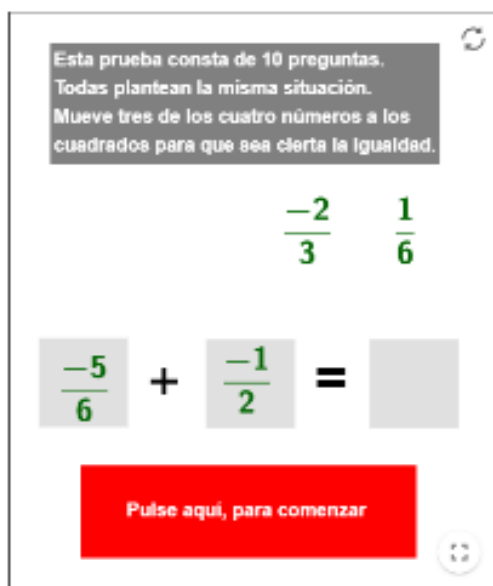 Esta prueba consta de 10 preguntas.
Todas plantean la misma situación.
Mueve tres de los cuatro números a los
cuadrados para que sea cierta la igualdad.
-2/3 1/6
-5/6 + -1/2 =
Pulse aquí, para comenzar